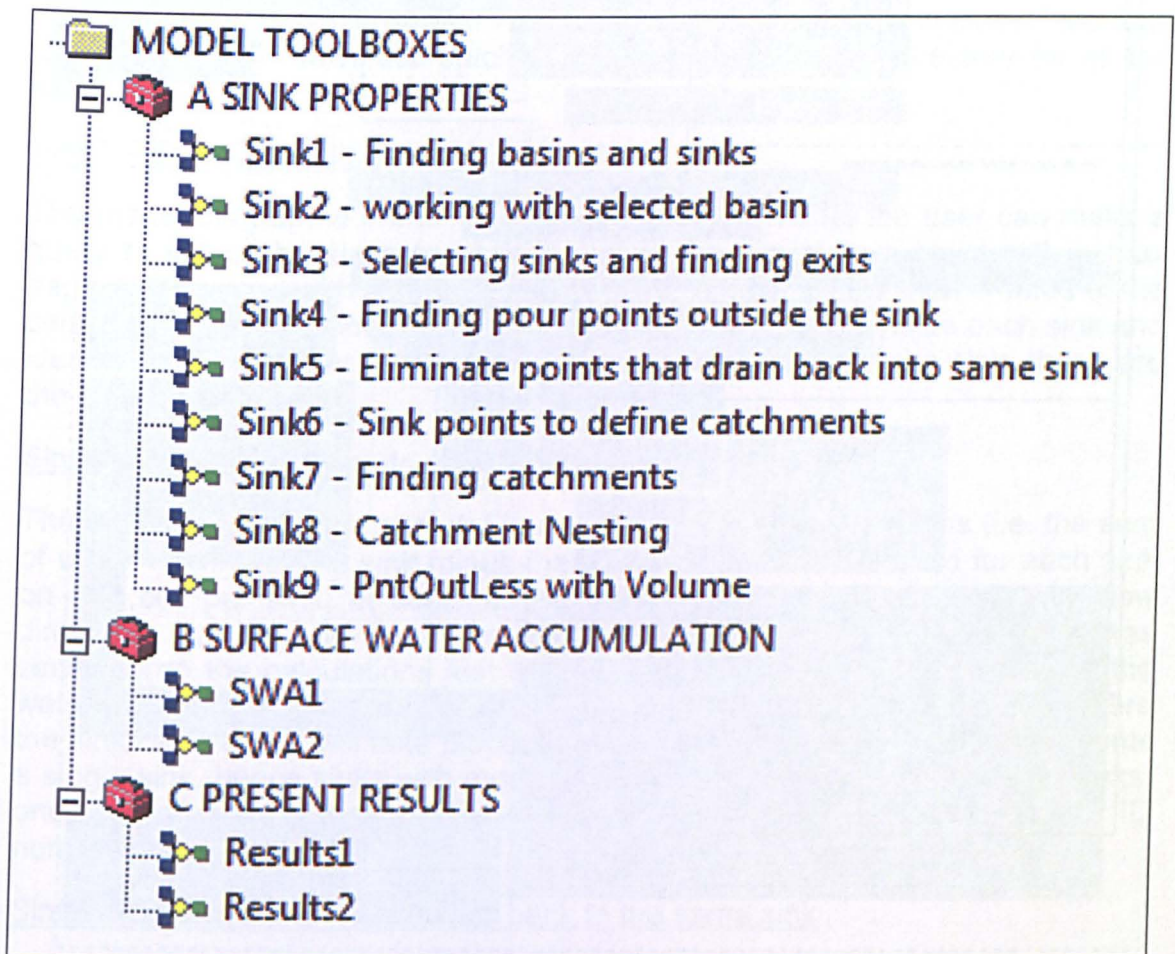 MODEL TOOLBOXES
A SINK PROPERTIES
Sink1 - Finding basins and sinks
Sink2 - working with selected basin
Sink3 - Selecting sinks and finding exits
Sink4 - Finding pour points outside the sink
Sink5 - Eliminate points that drain back into same sink
Sink6 - Sink points to define catchments
Sink7 - Finding catchments
Sink8 - Catchment Nesting
Sink9 - PntOutLess with Volume
B SURFACE WATER ACCUMULATION
SWA1
SWA2
C PRESENT RESULTS
Results1
Results2